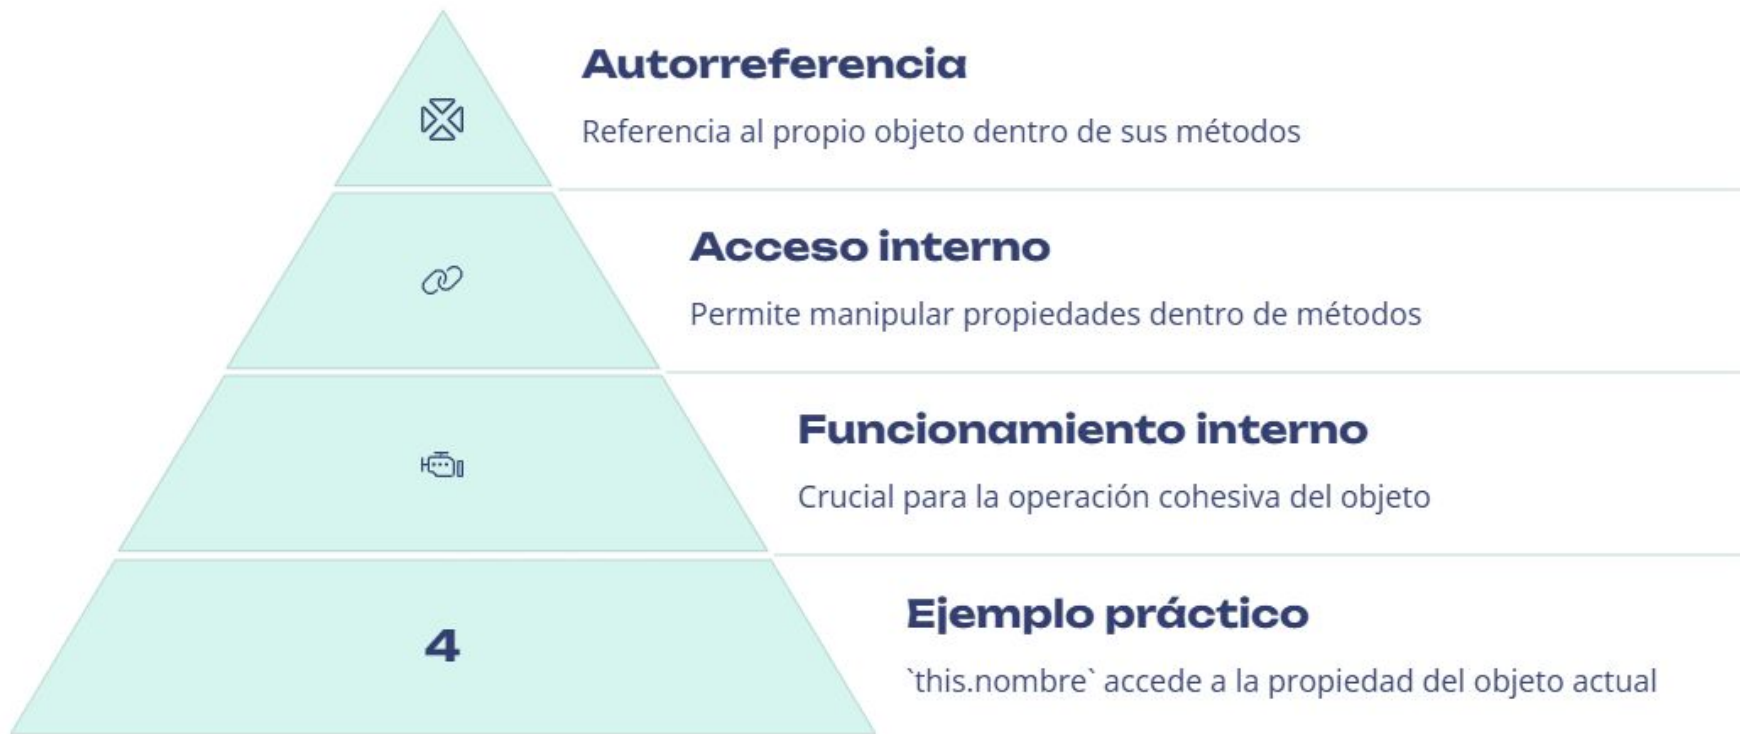 Autorreferencia
Referencia al propio objeto dentro de sus métodos
Acceso interno
Permite manipular propiedades dentro de métodos
Funcionamiento interno
Crucial para la operación cohesiva del objeto
4
Ejemplo práctico
`this.nombre` accede a la propiedad del objeto actual